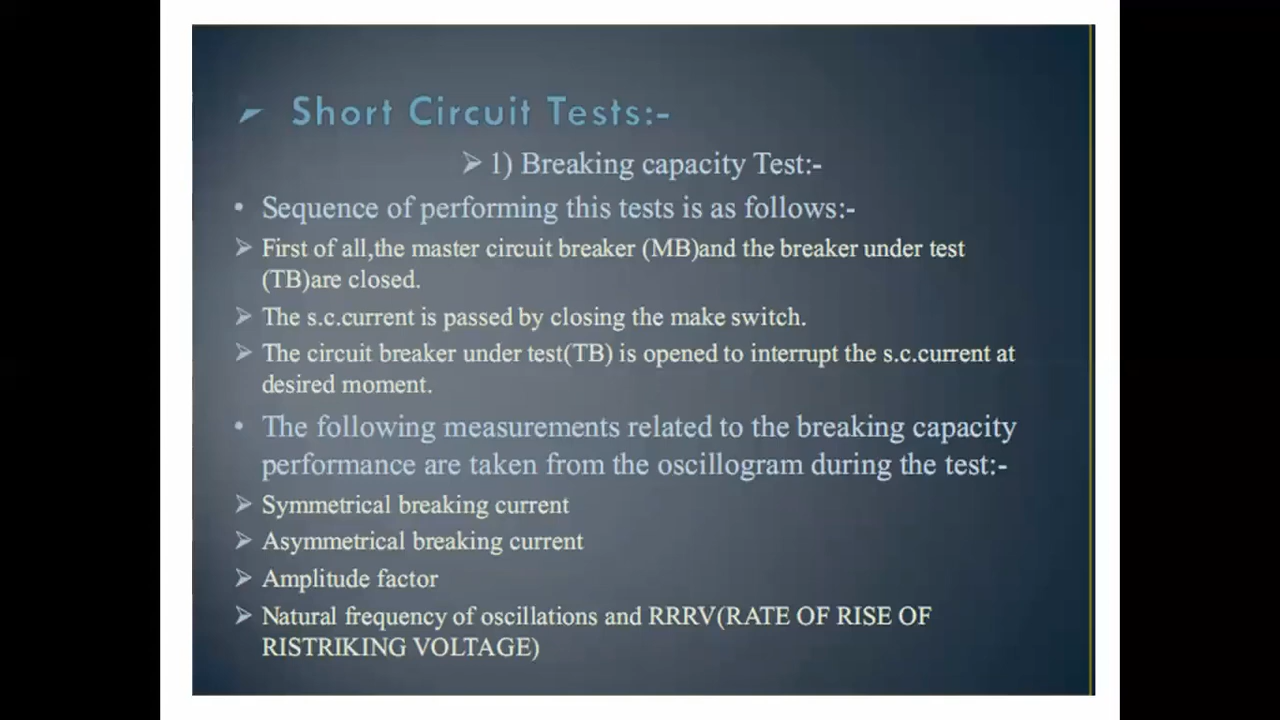 Short Circuit Tests:-
1) Breaking capacity Test:-
Sequence of performing this tests is as follows:-
First of all,the master circuit breaker (MB)and the breaker under test
(TB)are closed.
The s.c.current is passed by closing the make switch.
The circuit breaker under test(TB) is opened to interrupt the s.c.current at
desired moment.
The following measurements related to the breaking capacity
performance are taken from the oscillogram during the test:-
Symmetrical breaking current
Asymmetrical breaking current
Amplitude factor
Natural frequency of oscillations and RRRV(RATE OF RISE OF
RISTRIKING VOLTAGE)